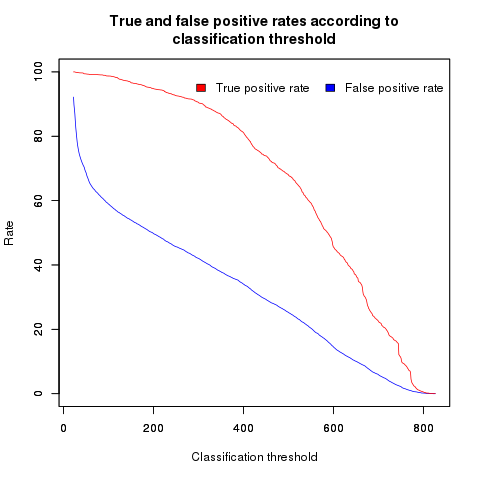 True and false positive rates according to
classification threshold
True positive rate
False positive rate
Rate
100
80
60
40
20
0
0 200 400 600 800
Classification threshold